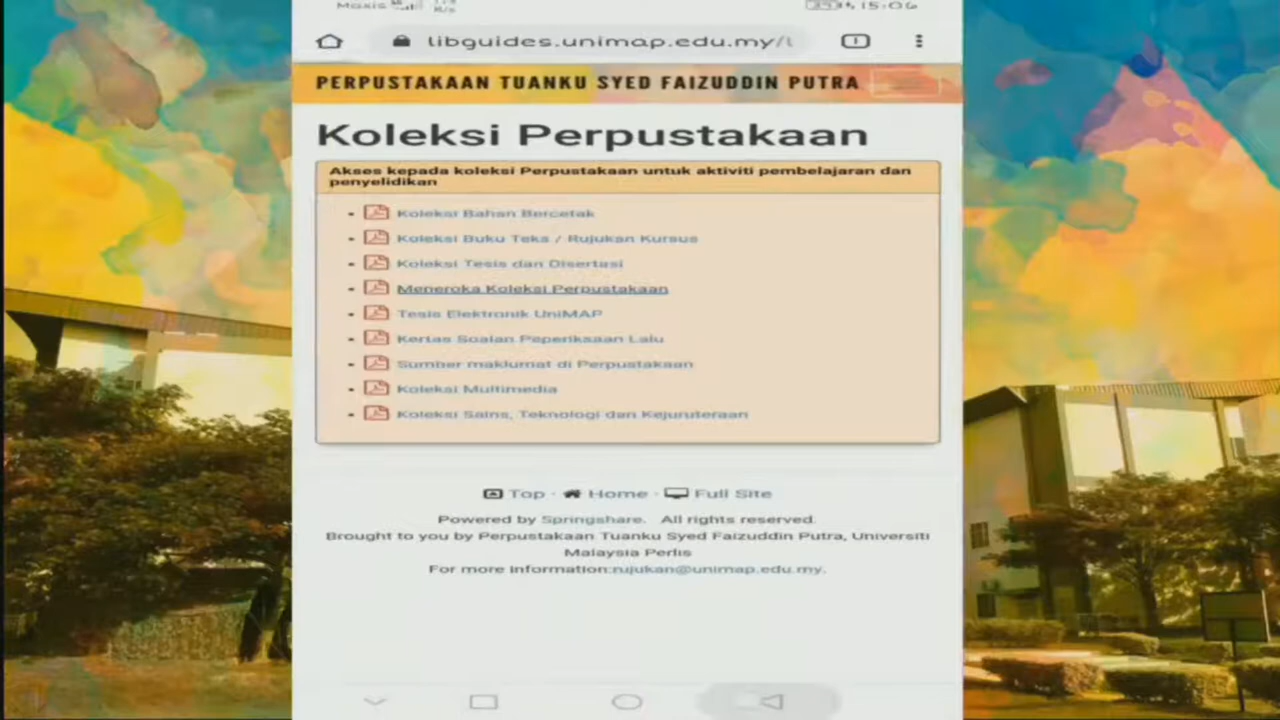 Maxis 15:06
libguides.unimap.edu.my/l
PERPUSTAKAAN TUANKU SYED FAIZUDDIN PUTRA
Koleksi Perpustakaan
Akses kepada koleksi Perpustakaan untuk aktiviti pembelajaran dan
penyelidikan
Koleksi Bahan Bercetak
Koleksi Buku Teks / Rujukan Kursus
Koleksi Tesis dan Disertasi
Meneroka Koleksi Perpustakaan
Tesis Elektronik UniMAP
Kertas Soalan Peperiksaan Lalu
Sumber maklumat di Perpustakaan
Koleksi Multimedia
Koleksi Sains, Teknologi dan Kejuruteraan
Top · Home · Full Site
Powered by Springshare. All rights reserved.
Brought to you by Perpustakaan Tuanku Syed Faizuddin Putra, Universiti
Malaysia Perlis
For more information:rujukan@unimap.edu.my.